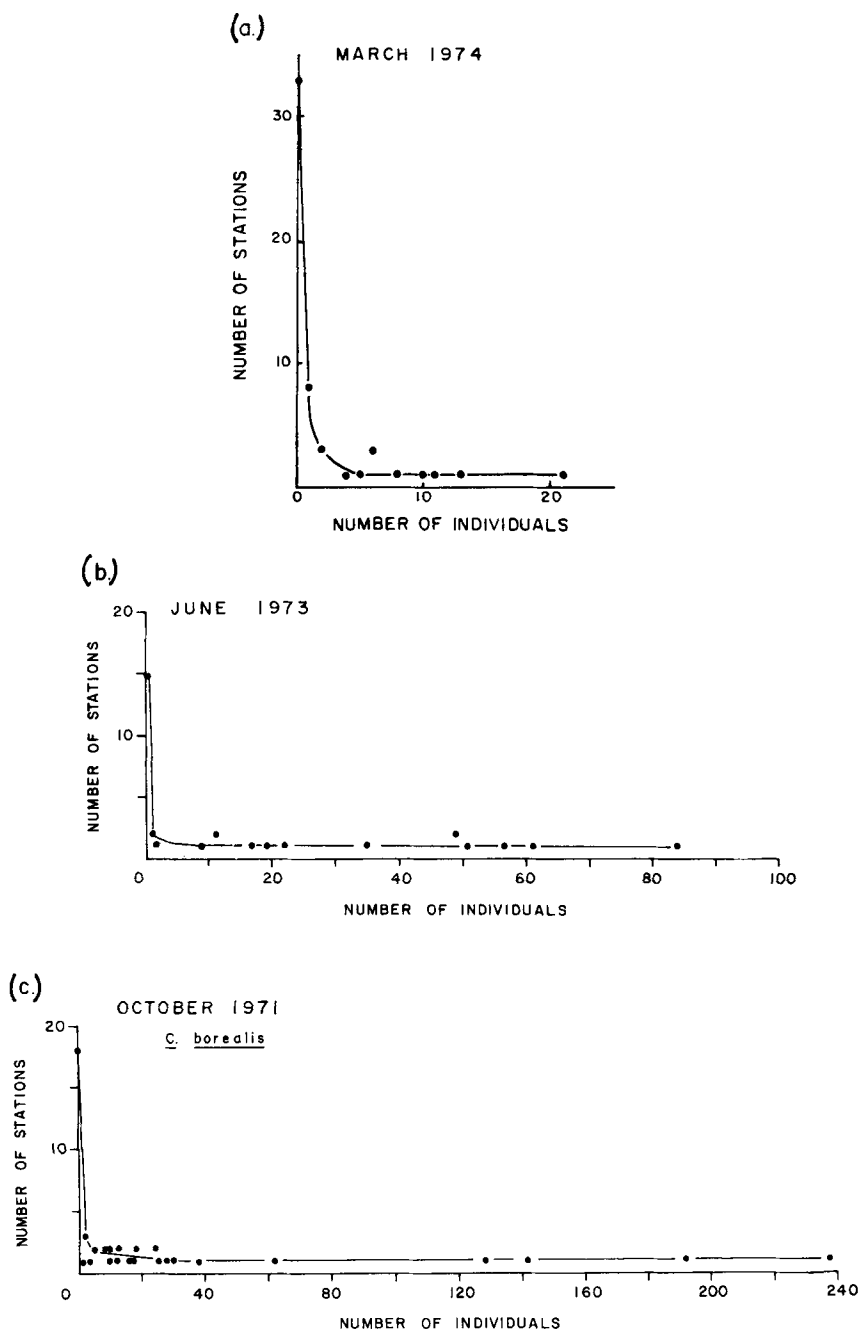 (a.)
MARCH 1974
30
20
10
NUMBER OF STATIONS
0 10 20
NUMBER OF INDIVIDUALS
(b.)
JUNE 1973
20
10
NUMBER OF STATIONS
0 20 40 60 80 100
NUMBER OF INDIVIDUALS
(c.)
OCTOBER 1971
C. borealis
20
10
NUMBER OF STATIONS
0 40 80 120 160 200 240
NUMBER OF INDIVIDUALS